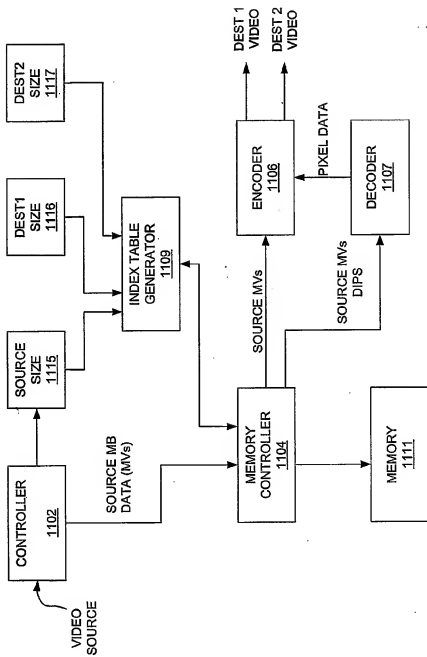 VIDEO
SOURCE
CONTROLLER
1102
SOURCE
SIZE
1115
DEST1
SIZE
1116
DEST2
SIZE
1117
SOURCE MB
DATA (MVs)
INDEX TABLE
GENERATOR
1109
MEMORY
CONTROLLER
1104
MEMORY
1111
SOURCE MVs
SOURCE MVs
DIPS
ENCODER
1106
PIXEL DATA
DECODER
1107
DEST 1
VIDEO
DEST 2
VIDEO